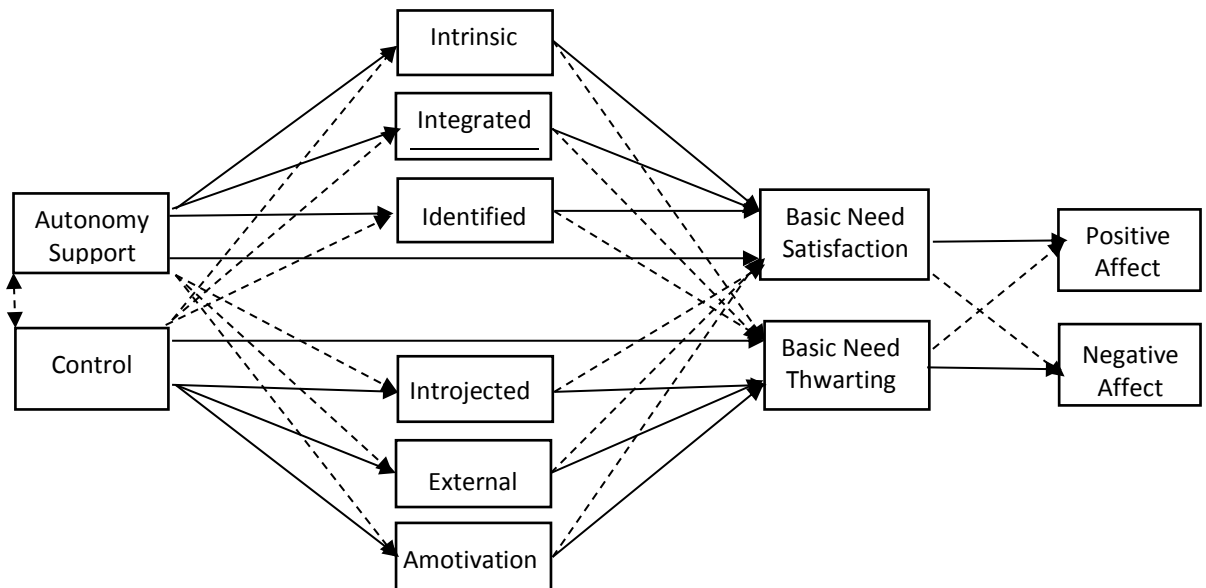 Intrinsic
Integrated
Identified
Autonomy
Support
Basic Need
Satisfaction
Positive
Affect
Control
Introjected
External
Amotivation
Basic Need
Thwarting
Negative
Affect